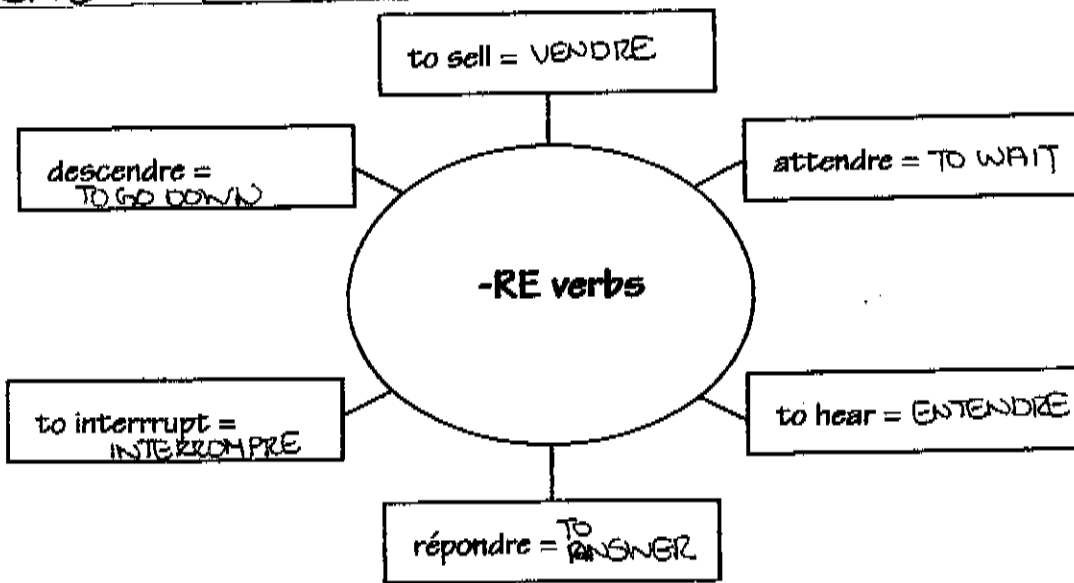 to sell = VENDRE
descendre =
TO GO DOWN
attendre = TO WAIT
-RE verbs
to interrrupt =
INTERROMPRE
to hear = ENTENDRE
répondre = TO
ANSWER